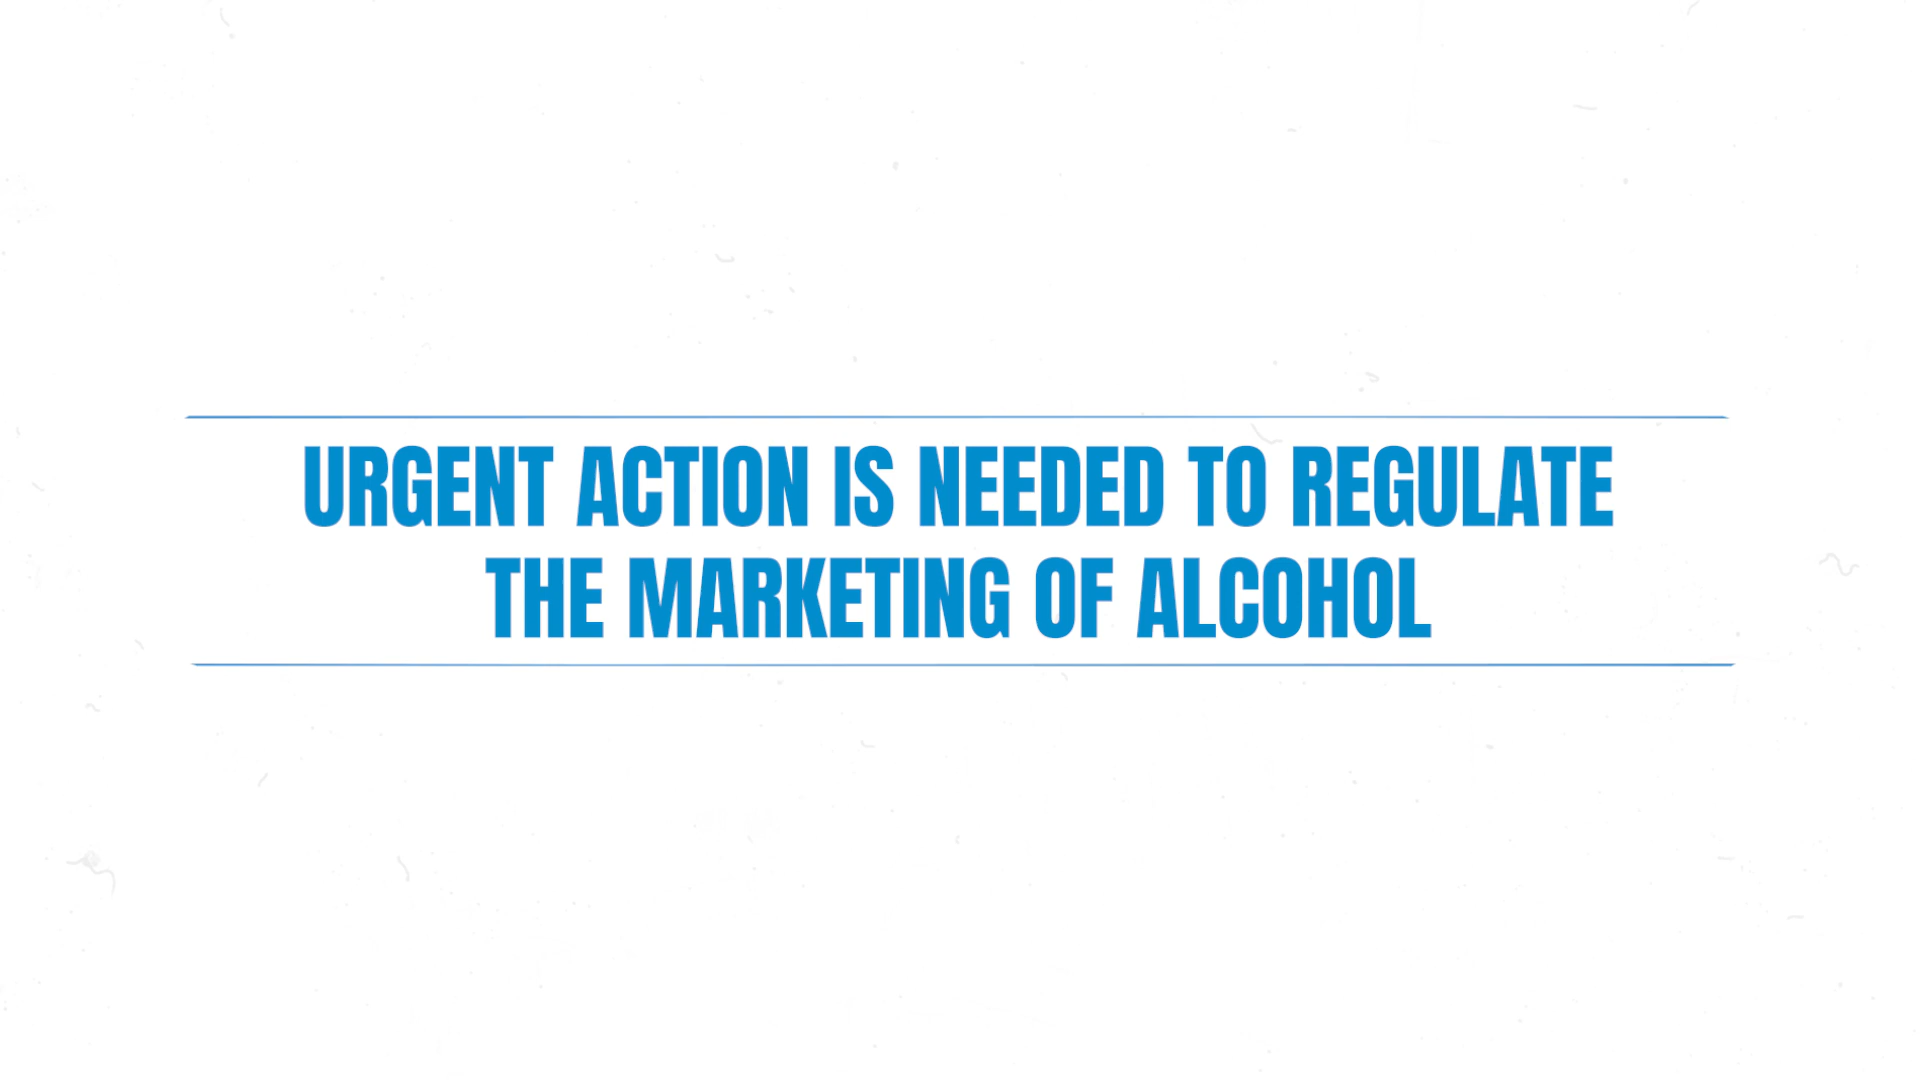 URGENT ACTION IS NEEDED TO REGULATE
THE MARKETING OF ALCOHOL